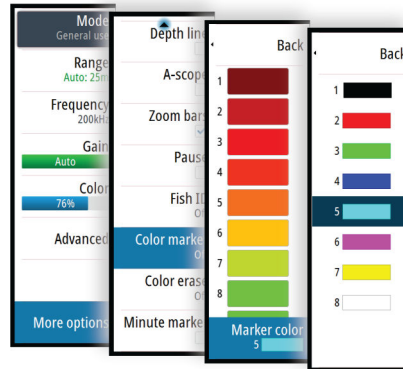 Mode
General use
Range
Auto: 25m
Frequency
200kHz
Gain
Auto
Color
76%
Advanced
More options
Depth line
A-scope
Zoom bars
Pause
Fish ID
Color marker
Color erase
Minute marke
Back
1
2
3
4
5
6
7
8
Marker color
5
Back
1
2
3
4
5
6
7
8